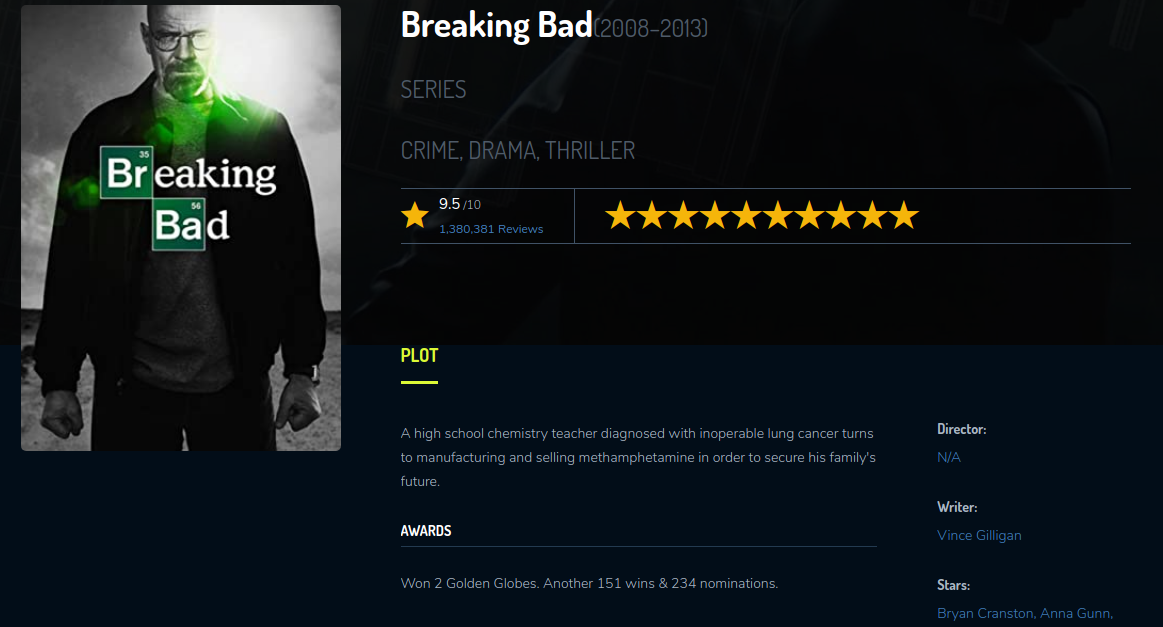 35
Breaking
56
Bad
Breaking Bad(2008–2013)
SERIES
CRIME, DRAMA, THRILLER
9.5 /10
1,380,381 Reviews
PLOT
A high school chemistry teacher diagnosed with inoperable lung cancer turns
to manufacturing and selling methamphetamine in order to secure his family's
future.
AWARDS
Won 2 Golden Globes. Another 151 wins & 234 nominations.
Director:
N/A
Writer:
Vince Gilligan
Stars:
Bryan Cranston, Anna Gunn,